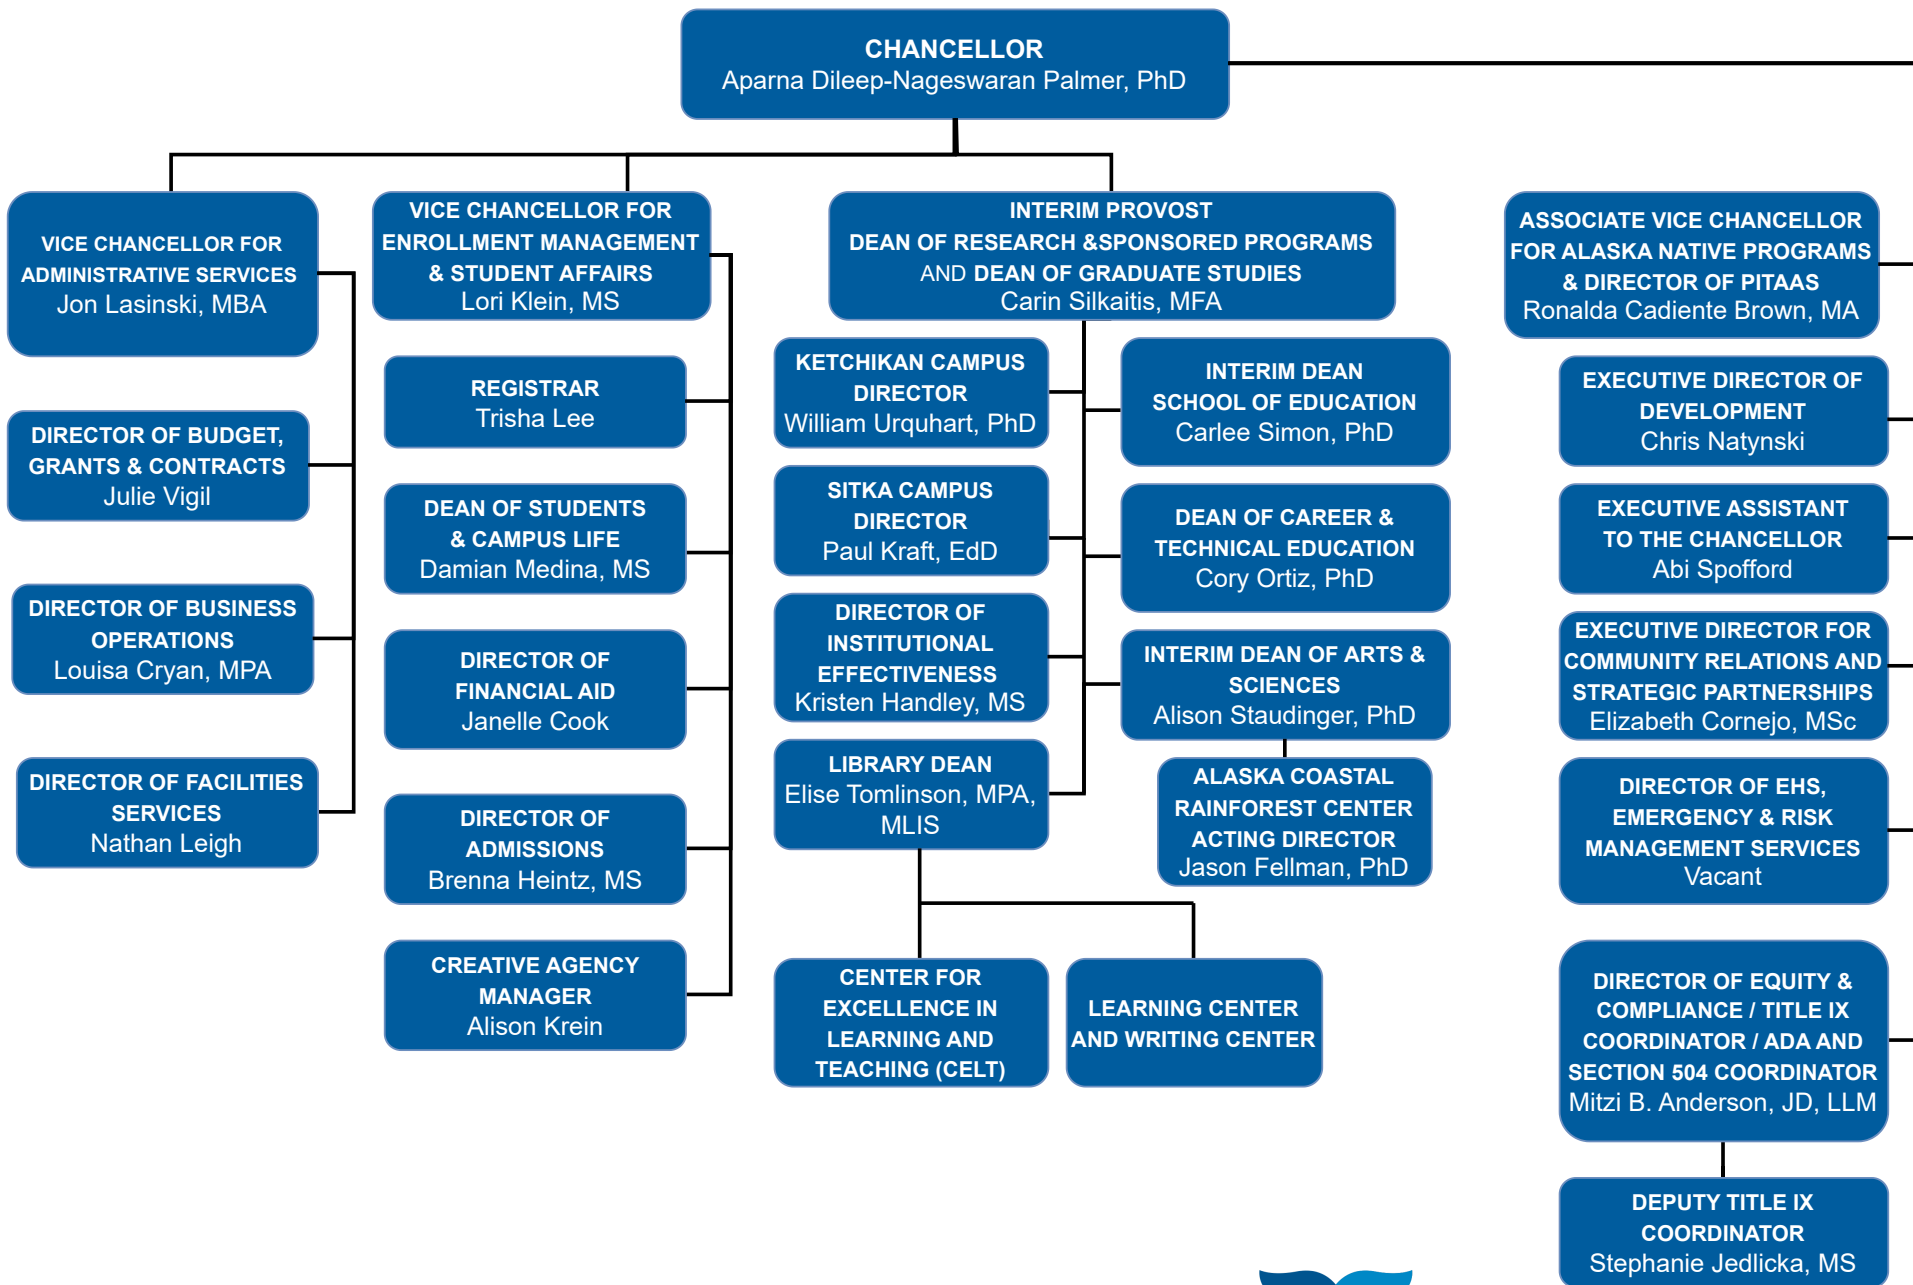 CHANCELLOR
Aparna Dileep-Nageswaran Palmer, PhD
VICE CHANCELLOR FOR
ADMINISTRATIVE SERVICES
Jon Lasinski, MBA
DIRECTOR OF BUDGET,
GRANTS & CONTRACTS
Julie Vigil
DIRECTOR OF BUSINESS
OPERATIONS
Louisa Cryan, MPA
DIRECTOR OF FACILITIES
SERVICES
Nathan Leigh
VICE CHANCELLOR FOR
ENROLLMENT MANAGEMENT
& STUDENT AFFAIRS
Lori Klein, MS
REGISTRAR
Trisha Lee
DEAN OF STUDENTS
& CAMPUS LIFE
Damian Medina, MS
DIRECTOR OF
FINANCIAL AID
Janelle Cook
DIRECTOR OF
ADMISSIONS
Brenna Heintz, MS
CREATIVE AGENCY
MANAGER
Alison Krein
INTERIM PROVOST
DEAN OF RESEARCH &SPONSORED PROGRAMS
AND DEAN OF GRADUATE STUDIES
Carin Silkaitis, MFA
KETCHIKAN CAMPUS
DIRECTOR
William Urquhart, PhD
SITKA CAMPUS
DIRECTOR
Paul Kraft, EdD
DIRECTOR OF
INSTITUTIONAL
EFFECTIVENESS
Kristen Handley, MS
LIBRARY DEAN
Elise Tomlinson, MPA,
MLIS
INTERIM DEAN
SCHOOL OF EDUCATION
Carlee Simon, PhD
DEAN OF CAREER &
TECHNICAL EDUCATION
Cory Ortiz, PhD
INTERIM DEAN OF ARTS &
SCIENCES
Alison Staudinger, PhD
ALASKA COASTAL
RAINFOREST CENTER
ACTING DIRECTOR
Jason Fellman, PhD
CENTER FOR
EXCELLENCE IN
LEARNING AND
TEACHING (CELT)
LEARNING CENTER
AND WRITING CENTER
ASSOCIATE VICE CHANCELLOR
FOR ALASKA NATIVE PROGRAMS
& DIRECTOR OF PITAAS
Ronalda Cadiente Brown, MA
EXECUTIVE DIRECTOR OF
DEVELOPMENT
Chris Natynski
EXECUTIVE ASSISTANT
TO THE CHANCELLOR
Abi Spofford
EXECUTIVE DIRECTOR FOR
COMMUNITY RELATIONS AND
STRATEGIC PARTNERSHIPS
Elizabeth Cornejo, MSc
DIRECTOR OF EHS,
EMERGENCY & RISK
MANAGEMENT SERVICES
Vacant
DIRECTOR OF EQUITY &
COMPLIANCE / TITLE IX
COORDINATOR / ADA AND
SECTION 504 COORDINATOR
Mitzi B. Anderson, JD, LLM
DEPUTY TITLE IX
COORDINATOR
Stephanie Jedlicka, MS